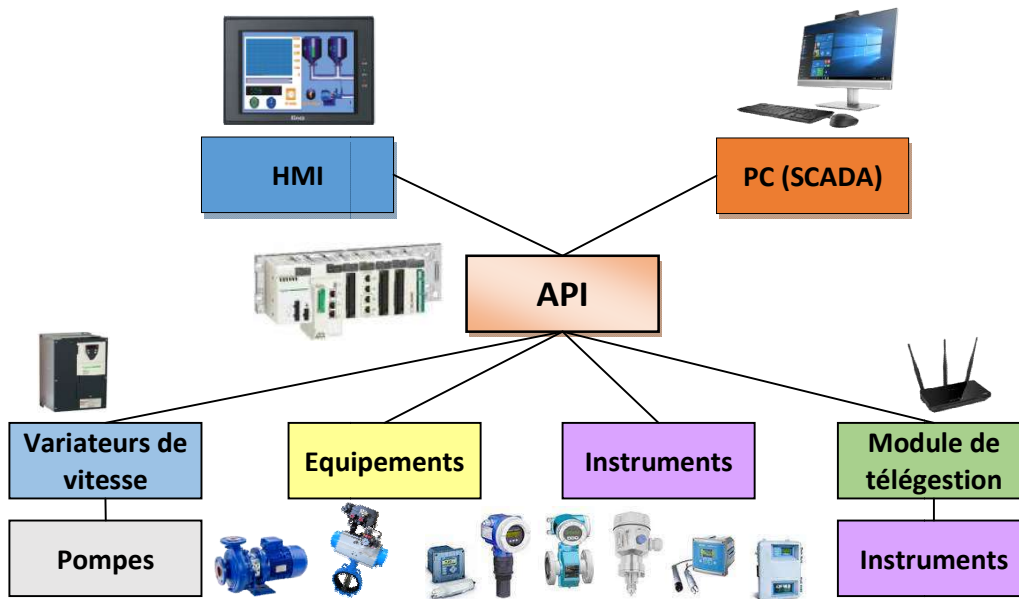 HMI
PC (SCADA)
API
Variateurs de
vitesse
Equipements
Instruments
Module de
télégestion
Pompes
Instruments